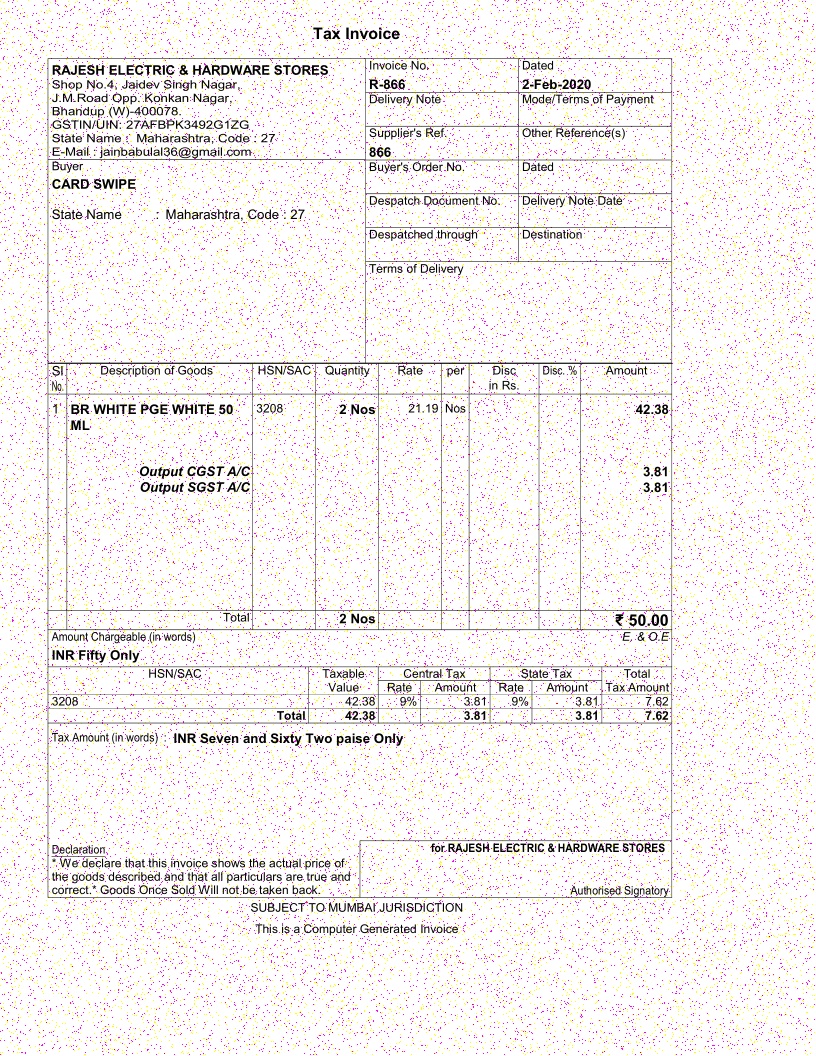 Tax Invoice
RAJESH ELECTRIC & HARDWARE STORES
Shop No.4, Jaidev Singh Nagar,
J.M.Road Opp. Konkan Nagar,
Bhandup (W)-400078.
GSTIN/UIN: 27AFBPK3492G1ZG
State Name : Maharashtra, Code : 27
E-Mail : jainbabulal36@gmail.com
Invoice No. Dated
R-866 2-Feb-2020
Delivery Note Mode/Terms of Payment
Supplier's Ref. Other Reference(s)
866
Buyer
CARD SWIPE
State Name : Maharashtra, Code : 27
Buyer's Order No. Dated
Despatch Document No. Delivery Note Date
Despatched through Destination
Terms of Delivery
Sl Description of Goods HSN/SAC Quantity Rate per Disc Disc. % Amount
No. in Rs.
1 BR WHITE PGE WHITE 50 3208 2 Nos 21.19 Nos 42.38
ML
Output CGST A/C 3.81
Output SGST A/C 3.81
Total 2 Nos ₹ 50.00
Amount Chargeable (in words) E. & O.E
INR Fifty Only
HSN/SAC Taxable Central Tax State Tax Total
Value Rate Amount Rate Amount Tax Amount
3208 42.38 9% 3.81 9% 3.81 7.62
Total 42.38 3.81 3.81 7.62
Tax Amount (in words) : INR Seven and Sixty Two paise Only
Declaration
* We declare that this invoice shows the actual price of
the goods described and that all particulars are true and
correct.* Goods Once Sold Will not be taken back.
for RAJESH ELECTRIC & HARDWARE STORES
Authorised Signatory
SUBJECT TO MUMBAI JURISDICTION
This is a Computer Generated Invoice